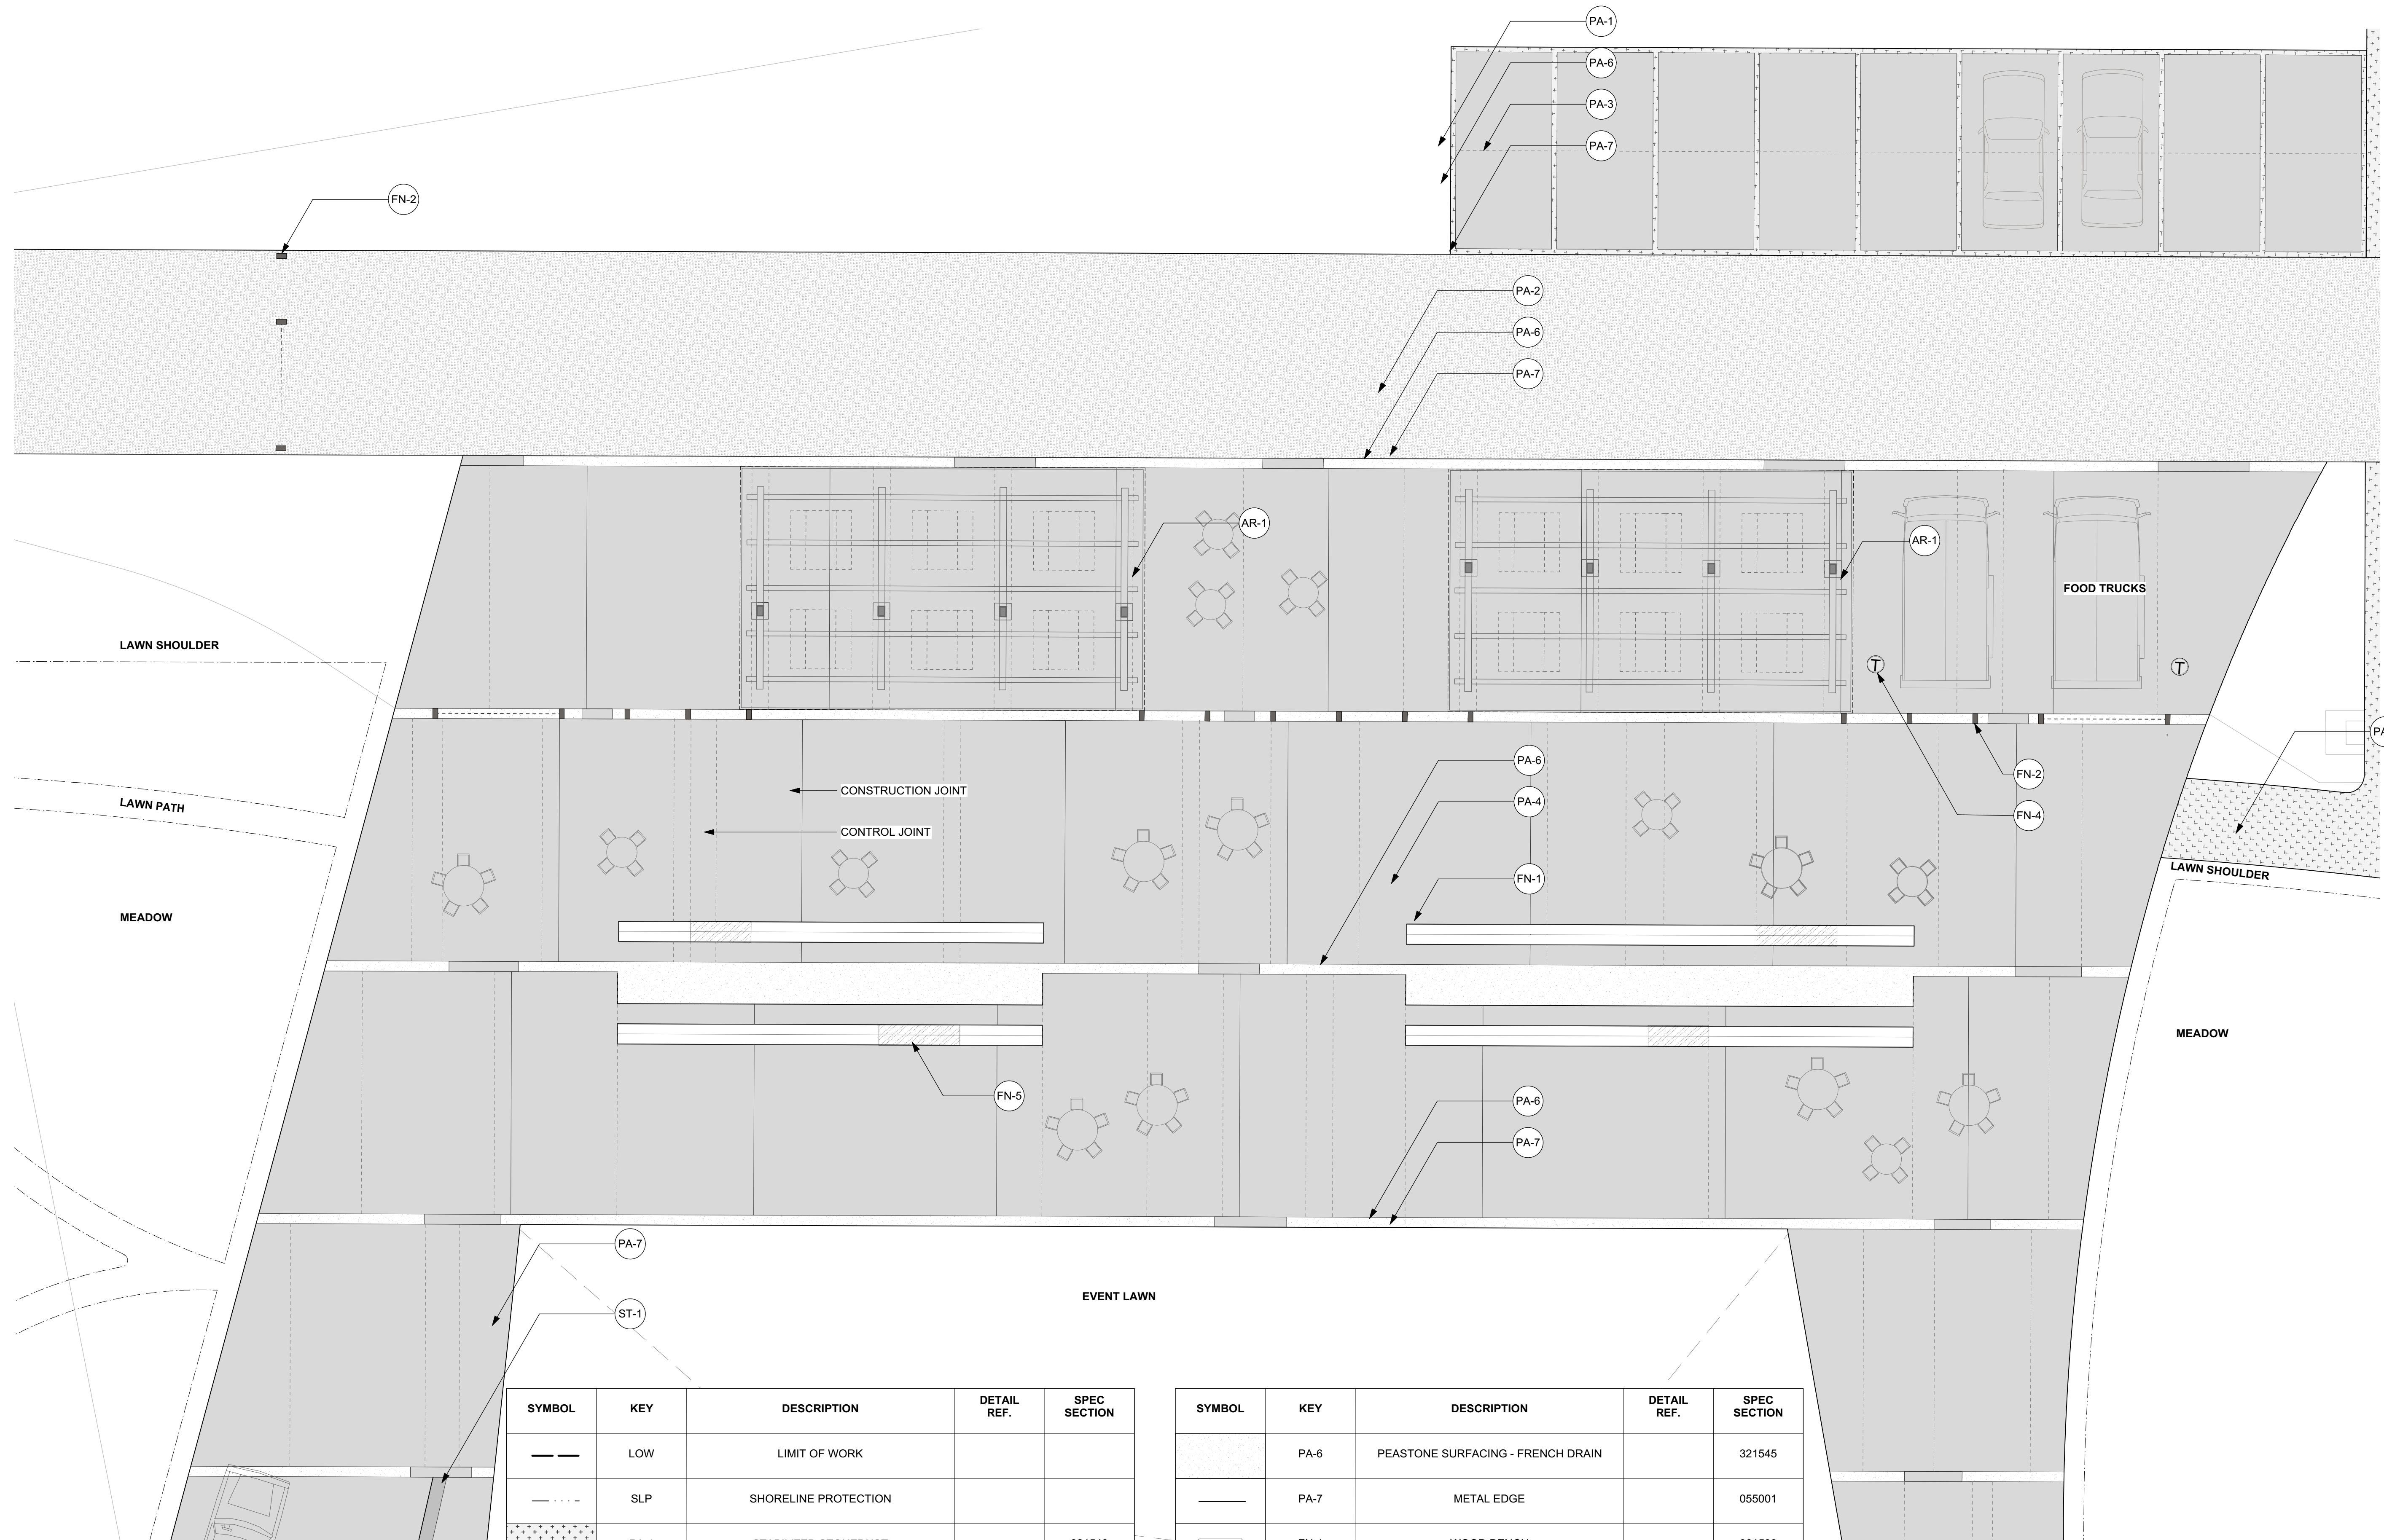 PA-1
PA-6
PA-3
PA-7
FN-2
PA-2
PA-6
PA-7
AR-1
AR-1
FOOD TRUCKS
LAWN SHOULDER
T
T
PA-6
FN-2
CONSTRUCTION JOINT
PA-4
LAWN PATH
FN-4
CONTROL JOINT
FN-1
LAWN SHOULDER
MEADOW
MEADOW
FN-5
PA-6
PA-7
PA-7
EVENT LAWN
ST-1
SYMBOL KEY DESCRIPTION DETAIL REF. SPEC SECTION
LOW LIMIT OF WORK
SLP SHORELINE PROTECTION
SYMBOL KEY DESCRIPTION DETAIL REF. SPEC SECTION
PA-6 PEASTONE SURFACING - FRENCH DRAIN 321545
PA-7 METAL EDGE 055001